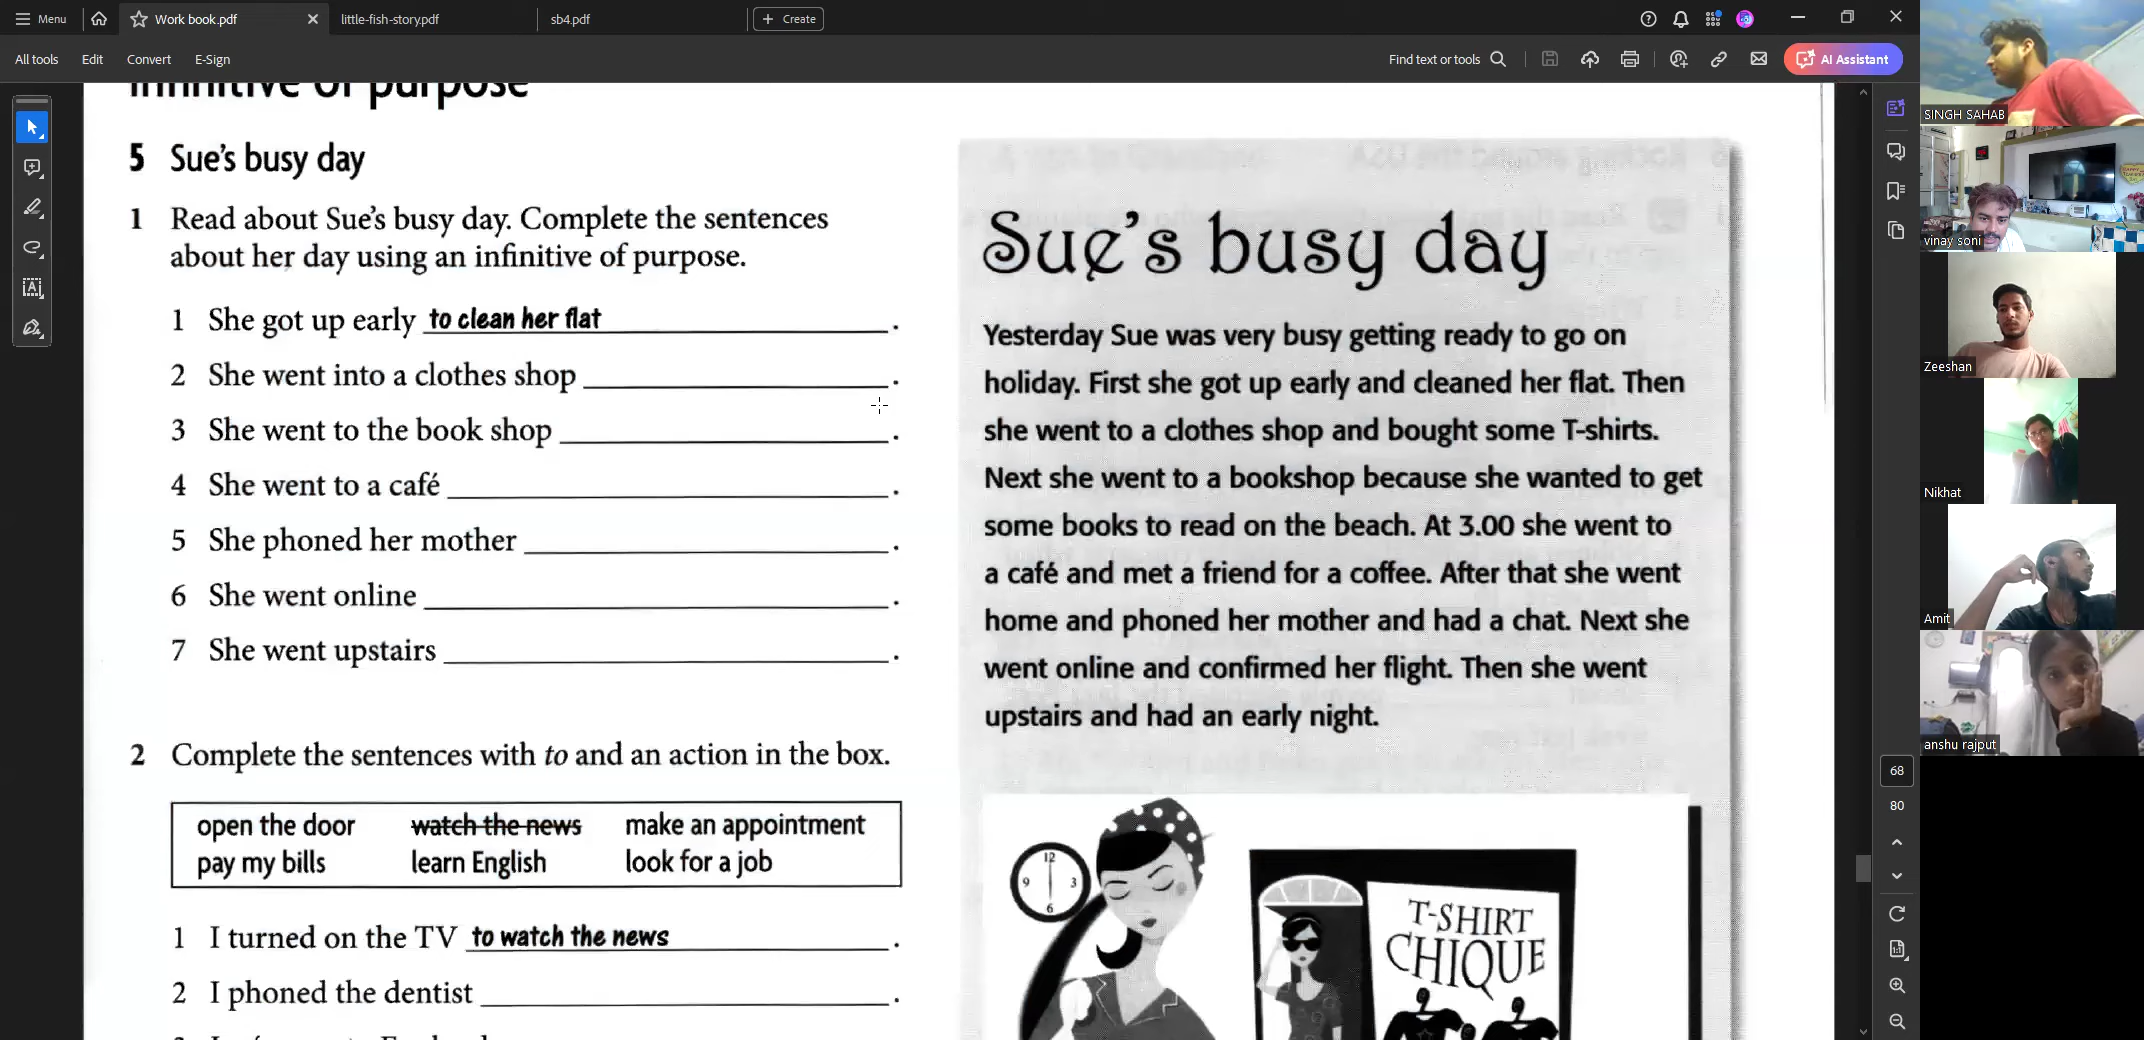 Menu
Work book.pdf
little-fish-story.pdf
sb4.pdf
Create
All tools
Edit
Convert
E-Sign
Find text or tools
AI Assistant
Infinitive of purpose
5 Sue's busy day
1 Read about Sue's busy day. Complete the sentences
about her day using an infinitive of purpose.
1 She got up early to clean her flat .
2 She went into a clothes shop .
3 She went to the book shop .
4 She went to a café .
5 She phoned her mother .
6 She went online .
7 She went upstairs .
2 Complete the sentences with to and an action in the box.
open the door watch the news make an appointment
pay my bills learn English look for a job
1 I turned on the TV to watch the news .
2 I phoned the dentist .
Sue's busy day
Yesterday Sue was very busy getting ready to go on
holiday. First she got up early and cleaned her flat. Then
she went to a clothes shop and bought some T-shirts.
Next she went to a bookshop because she wanted to get
some books to read on the beach. At 3.00 she went to
a café and met a friend for a coffee. After that she went
home and phoned her mother and had a chat. Next she
went online and confirmed her flight. Then she went
upstairs and had an early night.
12
9 3
6
T-SHIRT
CHIQUE
68
80
SINGH SAHAB
vinay soni
Zeeshan
Nikhat
Amit
anshu rajput